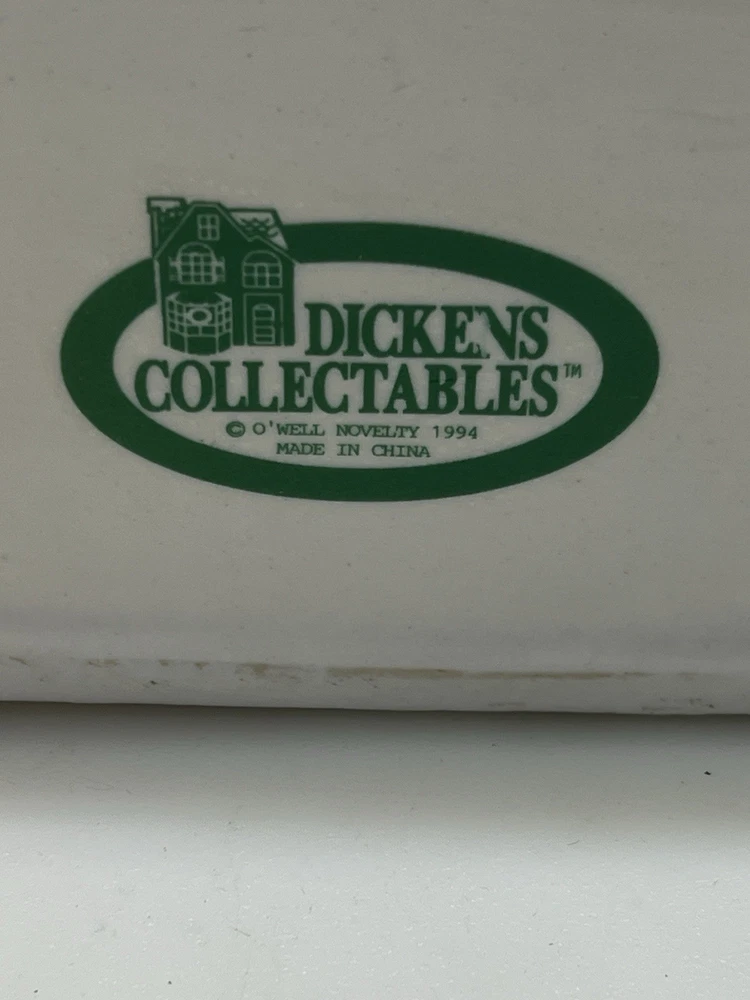 DICKENS
COLLECTABLES™
© O'WELL NOVELTY 1994
MADE IN CHINA